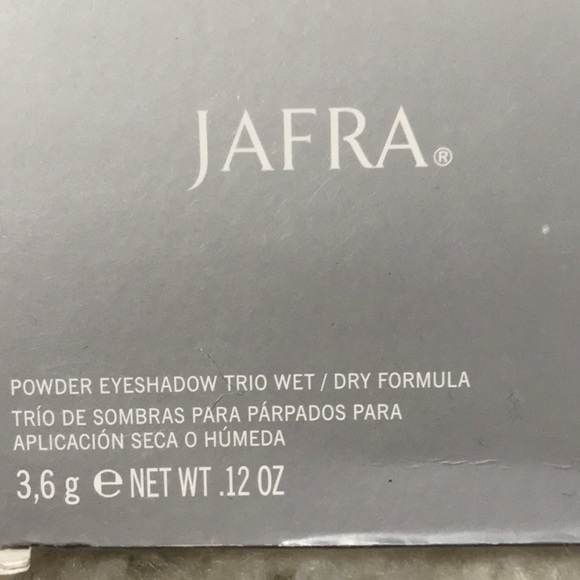 JAFRA®
POWDER EYESHADOW TRIO WET / DRY FORMULA
TRÍO DE SOMBRAS PARA PÁRPADOS PARA
APLICACIÓN SECA O HÚMEDA
3,6 g ℮ NET WT .12 OZ